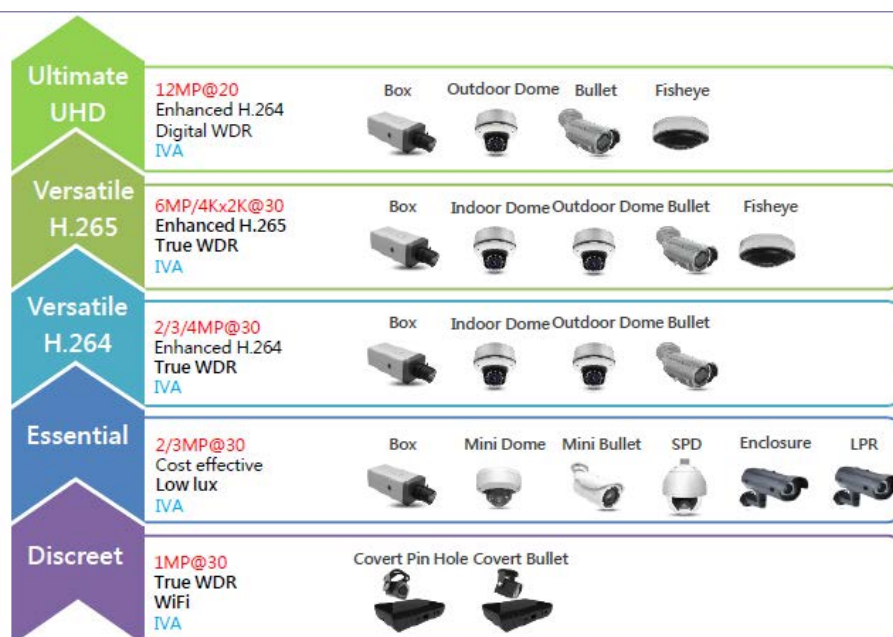 Ultimate
UHD
12MP@20
Enhanced H.264
Digital WDR
IVA
Box Outdoor Dome Bullet Fisheye
Versatile
H.265
6MP/4Kx2K@30
Enhanced H.265
True WDR
IVA
Box Indoor Dome Outdoor Dome Bullet Fisheye
Versatile
H.264
2/3/4MP@30
Enhanced H.264
True WDR
IVA
Box Indoor Dome Outdoor Dome Bullet
Essential
2/3MP@30
Cost effective
Low lux
IVA
Box Mini Dome Mini Bullet SPD Enclosure LPR
Discreet
1MP@30
True WDR
WiFi
IVA
Covert Pin Hole Covert Bullet